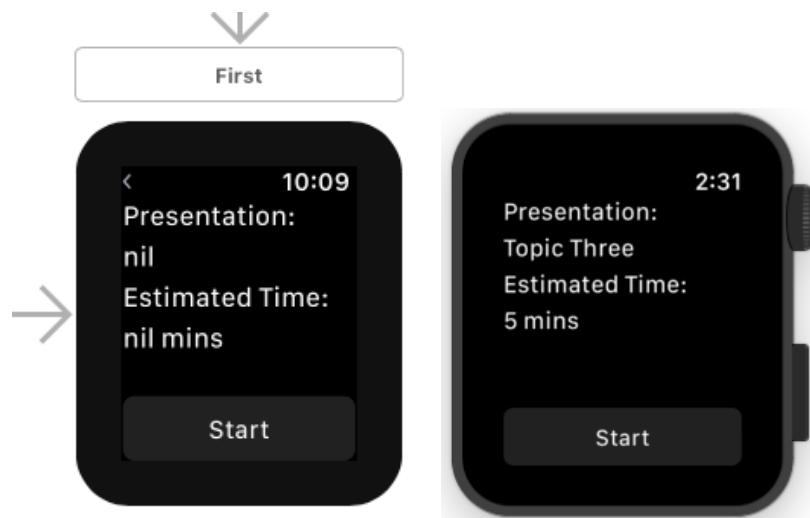 First
<
10:09
Presentation:
nil
Estimated Time:
nil mins
Start
2:31
Presentation:
Topic Three
Estimated Time:
5 mins
Start